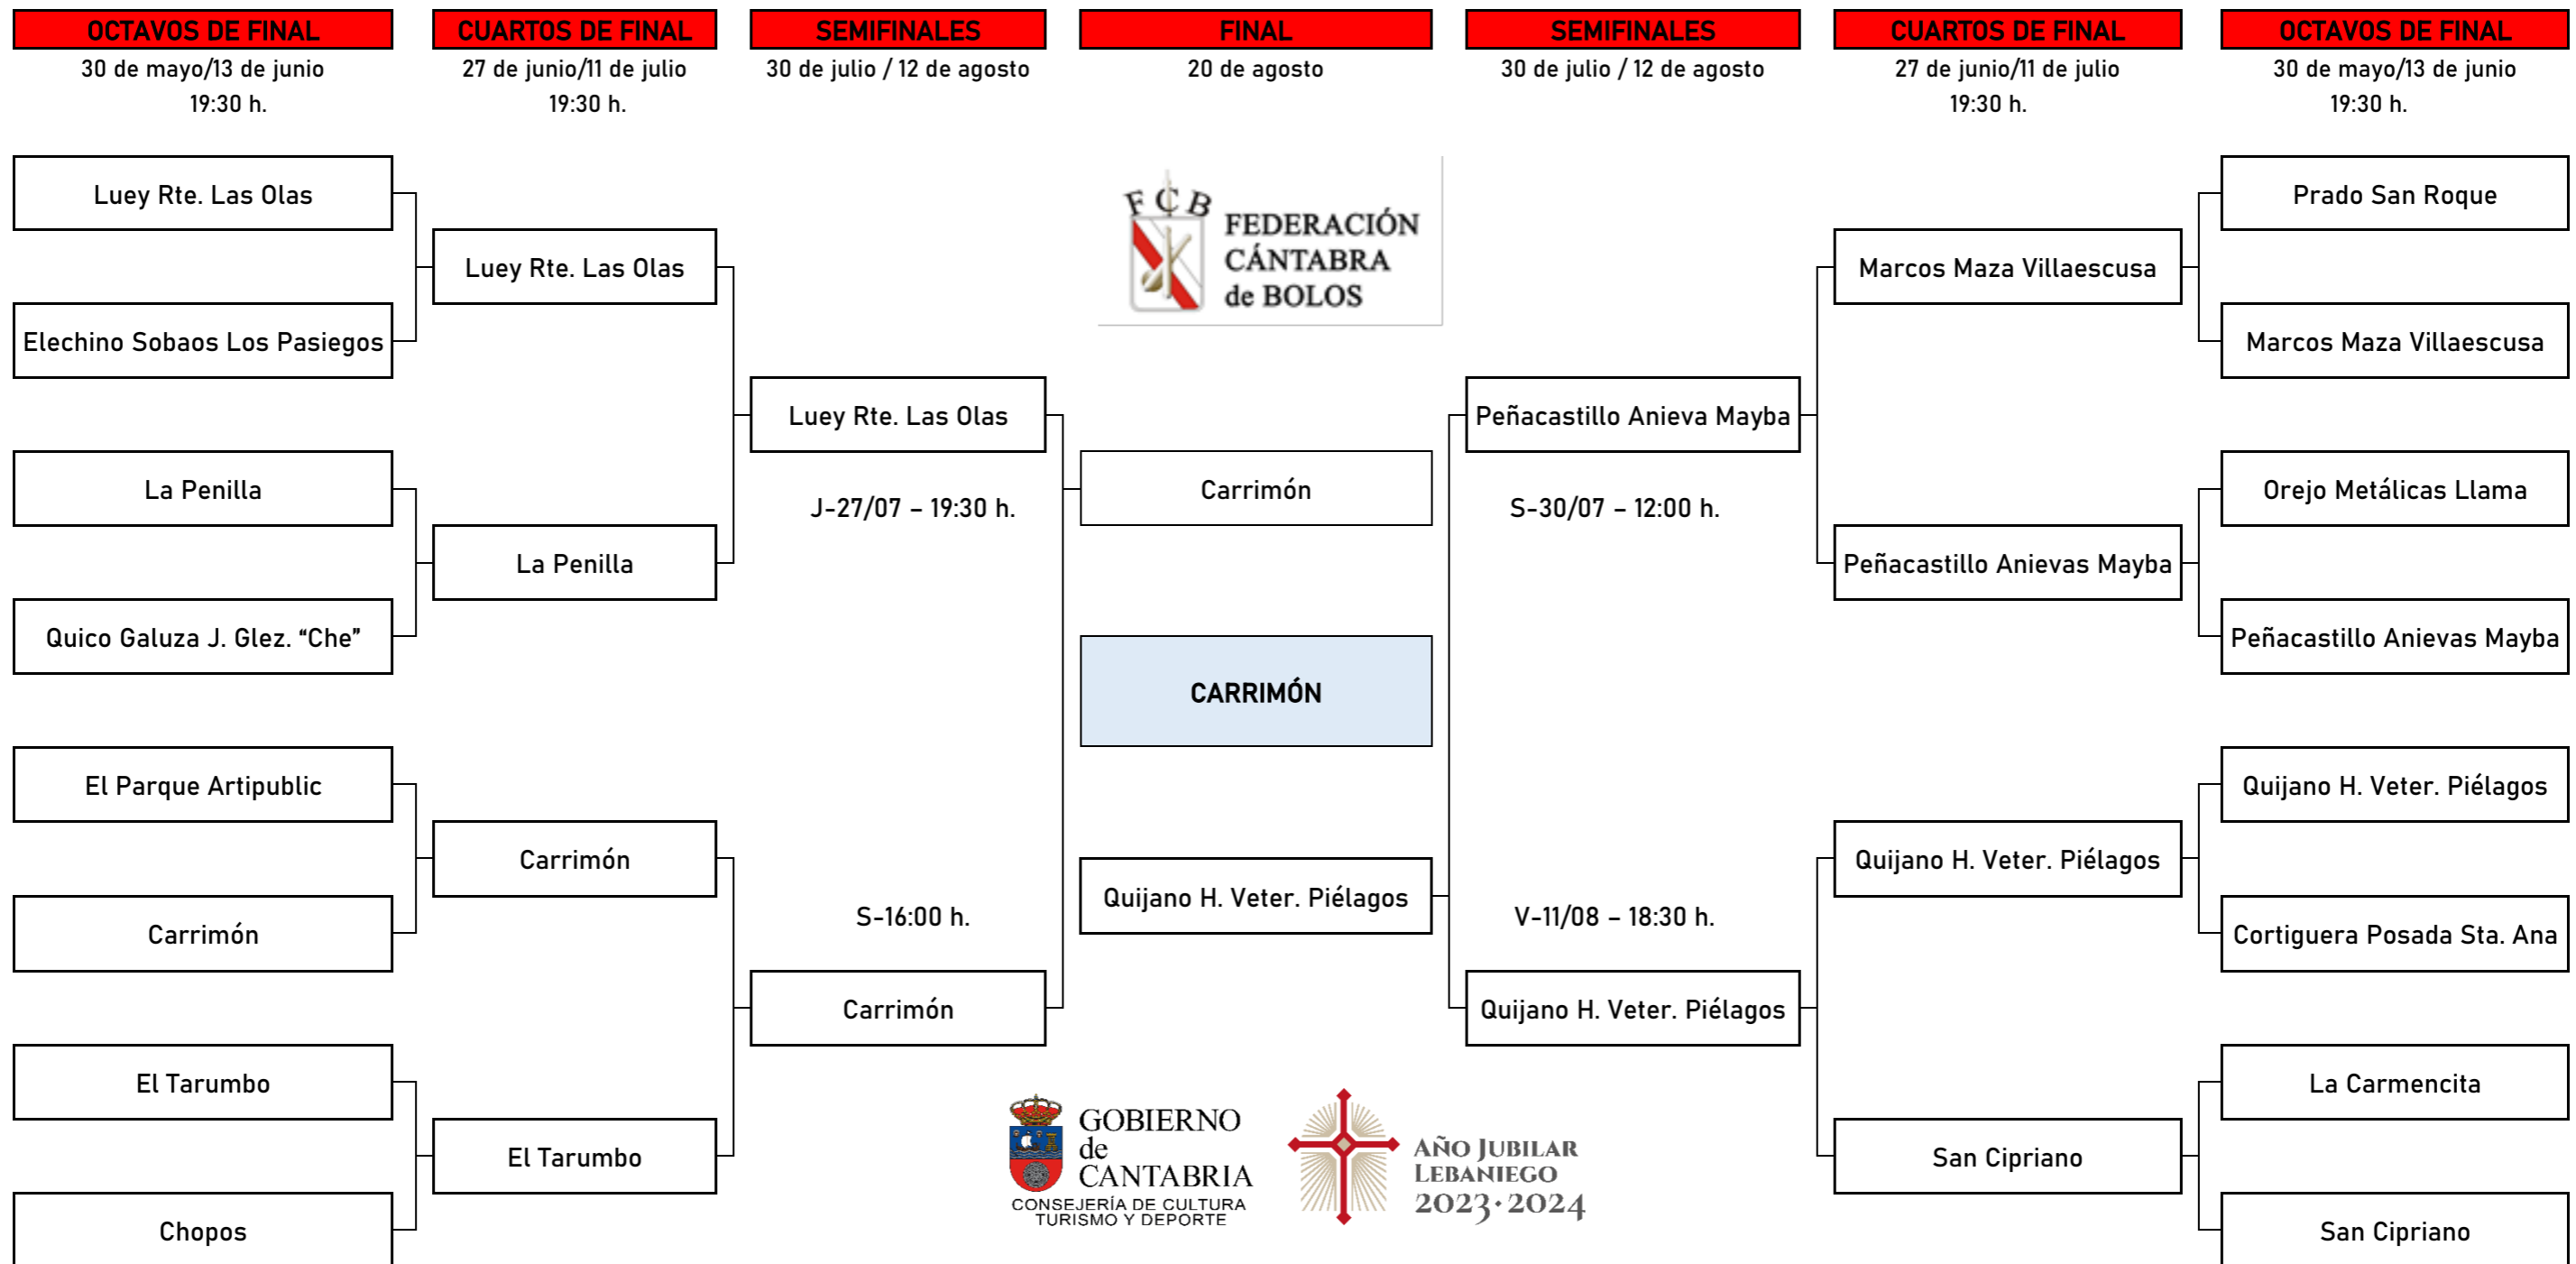 OCTAVOS DE FINAL
CUARTOS DE FINAL
SEMIFINALES
FINAL
SEMIFINALES
CUARTOS DE FINAL
OCTAVOS DE FINAL
30 de mayo/13 de junio
27 de junio/11 de julio
30 de julio / 12 de agosto
20 de agosto
30 de julio / 12 de agosto
27 de junio/11 de julio
30 de mayo/13 de junio
19:30 h.
19:30 h.
19:30 h.
19:30 h.
Luey Rte. Las Olas
Elechino Sobaos Los Pasiegos
La Penilla
Quico Galuza J. Glez. “Che”
El Parque Artipublic
Carrimón
El Tarumbo
Chopos
Luey Rte. Las Olas
La Penilla
Carrimón
El Tarumbo
Luey Rte. Las Olas
J-27/07 – 19:30 h.
S-16:00 h.
Carrimón
F C B
FEDERACIÓN
CÁNTABRA
de BOLOS
Carrimón
CARRIMÓN
Quijano H. Veter. Piélagos
GOBIERNO
de
CANTABRIA
CONSEJERÍA DE CULTURA
TURISMO Y DEPORTE
AÑO JUBILAR
LEBANIEGO
2023·2024
Peñacastillo Anieva Mayba
S-30/07 – 12:00 h.
V-11/08 – 18:30 h.
Quijano H. Veter. Piélagos
Marcos Maza Villaescusa
Peñacastillo Anievas Mayba
Quijano H. Veter. Piélagos
San Cipriano
Prado San Roque
Marcos Maza Villaescusa
Orejo Metálicas Llama
Peñacastillo Anievas Mayba
Quijano H. Veter. Piélagos
Cortiguera Posada Sta. Ana
La Carmencita
San Cipriano